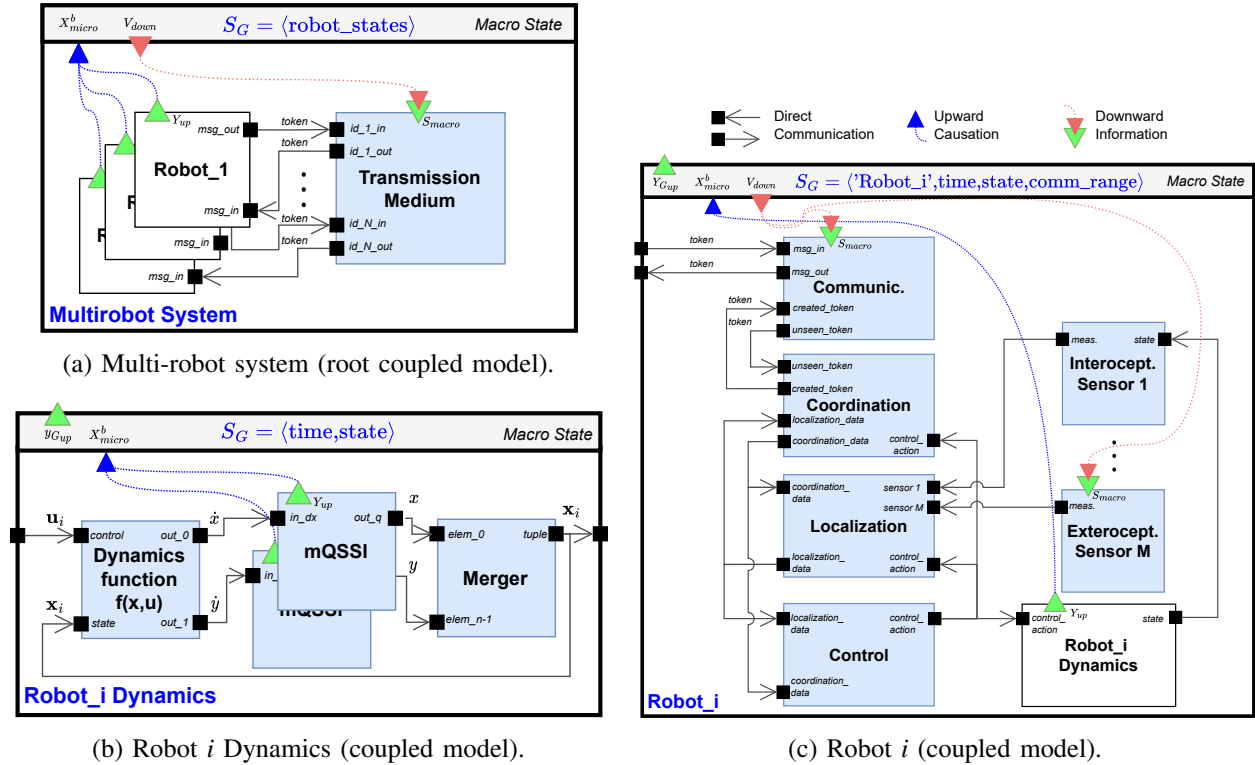 X^b_micro V_down S_G = ⟨robot_states⟩ Macro State
Y_up
msg_out
token
id_1_in
S_macro
id_1_out
Robot_1
token
Transmission
Medium
R
R
msg_in
token
id_N_in
msg_in
token
id_N_out
msg_in
Multirobot System
(a) Multi-robot system (root coupled model).
y_Gup X^b_micro S_G = ⟨time,state⟩ Macro State
Y_up
u_i
ẋ
in_dx
out_q
x
x_i
control
out_0
elem_0
tuple
Dynamics
function
f(x,u)
mQSSI
Merger
in_
ẏ
y
x_i
mQSSI
state
out_1
elem_n-1
Robot_i Dynamics
(b) Robot i Dynamics (coupled model).
Direct
Communication
Upward
Causation
Downward
Information
Y_Gup X^b_micro V_down S_G = ⟨'Robot_i',time,state,comm_range⟩ Macro State
token
msg_in
S_macro
token
msg_out
Communic.
token
created_token
token
unseen_token
unseen_token
created_token
Coordination
localization_data
coordination_data
control_
action
meas.
state
Interocept.
Sensor 1
coordination_
data
sensor 1
sensor M
Localization
localization_
data
control_
action
S_macro
meas.
Exterocept.
Sensor M
localization_
data
control_
action
Control
coordination_
data
Y_up
control_
action
state
Robot_i
Dynamics
Robot_i
(c) Robot i (coupled model).